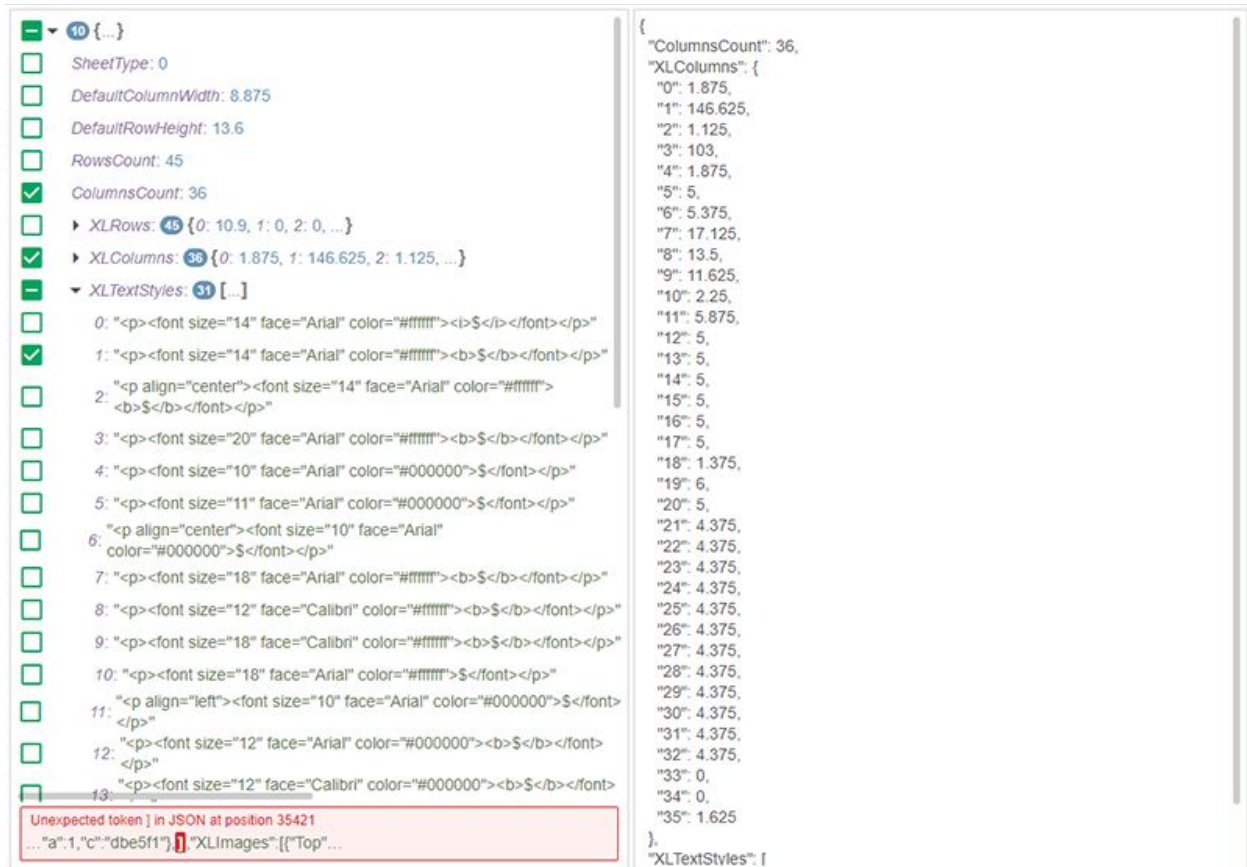 10 {...}
SheetType: 0
DefaultColumnWidth: 8.875
DefaultRowHeight: 13.6
RowsCount: 45
ColumnsCount: 36
XLRows: 45 {0: 10.9, 1: 0, 2: 0, ...}
XLColumns: 36 {0: 1.875, 1: 146.625, 2: 1.125, ...}
XLTextStyles: 31 [...]
0: "<p><font size="14" face="Arial" color="#ffffff"><i>$</i></font></p>"
1: "<p><font size="14" face="Arial" color="#ffffff"><b>$</b></font></p>"
2: "<p align="center"><font size="14" face="Arial" color="#ffffff">
<b>$</b></font></p>"
3: "<p><font size="20" face="Arial" color="#ffffff"><b>$</b></font></p>"
4: "<p><font size="10" face="Arial" color="#000000">$</font></p>"
5: "<p><font size="11" face="Arial" color="#000000">$</font></p>"
6: "<p align="center"><font size="10" face="Arial"
color="#000000">$</font></p>"
7: "<p><font size="18" face="Arial" color="#ffffff"><b>$</b></font></p>"
8: "<p><font size="12" face="Calibri" color="#ffffff"><b>$</b></font></p>"
9: "<p><font size="18" face="Calibri" color="#ffffff"><b>$</b></font></p>"
10: "<p><font size="18" face="Arial" color="#ffffff">$</font></p>"
11: "<p align="left"><font size="10" face="Arial" color="#000000">$</font>
</p>"
12: "<p><font size="12" face="Arial" color="#000000"><b>$</b></font>
</p>"
13: "<p><font size="12" face="Calibri" color="#000000"><b>$</b></font>
Unexpected token ] in JSON at position 35421
…"a":1,"c":"dbe5f1"},],"XLImages":[{"Top"…
{
"ColumnsCount": 36,
"XLColumns": {
"0": 1.875,
"1": 146.625,
"2": 1.125,
"3": 103,
"4": 1.875,
"5": 5,
"6": 5.375,
"7": 17.125,
"8": 13.5,
"9": 11.625,
"10": 2.25,
"11": 5.875,
"12": 5,
"13": 5,
"14": 5,
"15": 5,
"16": 5,
"17": 5,
"18": 1.375,
"19": 6,
"20": 5,
"21": 4.375,
"22": 4.375,
"23": 4.375,
"24": 4.375,
"25": 4.375,
"26": 4.375,
"27": 4.375,
"28": 4.375,
"29": 4.375,
"30": 4.375,
"31": 4.375,
"32": 4.375,
"33": 0,
"34": 0,
"35": 1.625
},
"XLTextStyles": [